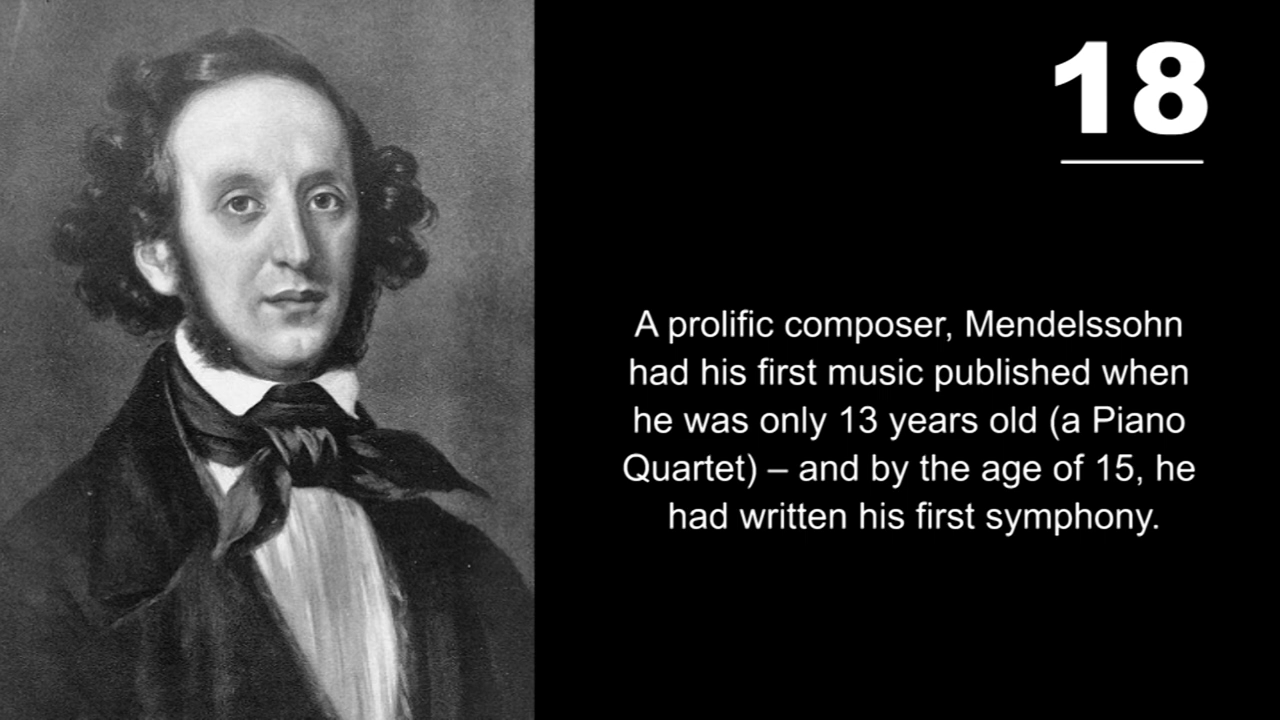 18
A prolific composer, Mendelssohn
had his first music published when
he was only 13 years old (a Piano
Quartet) – and by the age of 15, he
had written his first symphony.